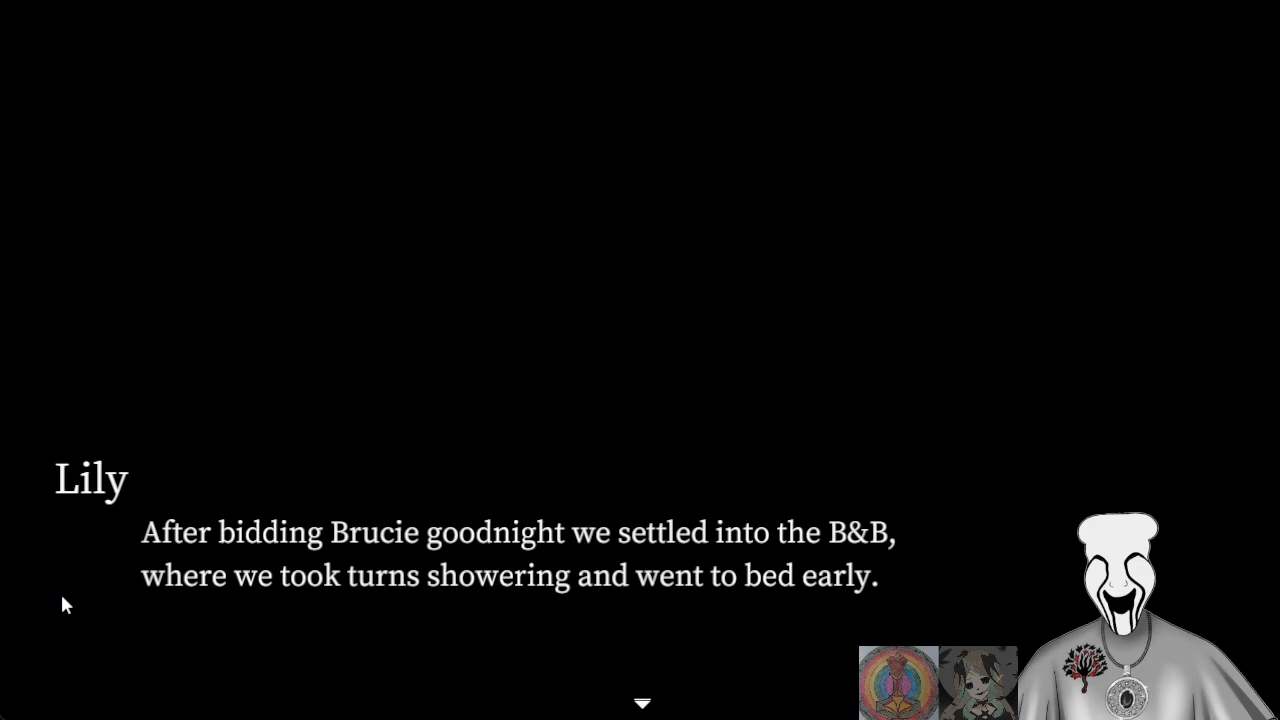 Lily
After bidding Brucie goodnight we settled into the B&B,
where we took turns showering and went to bed early.